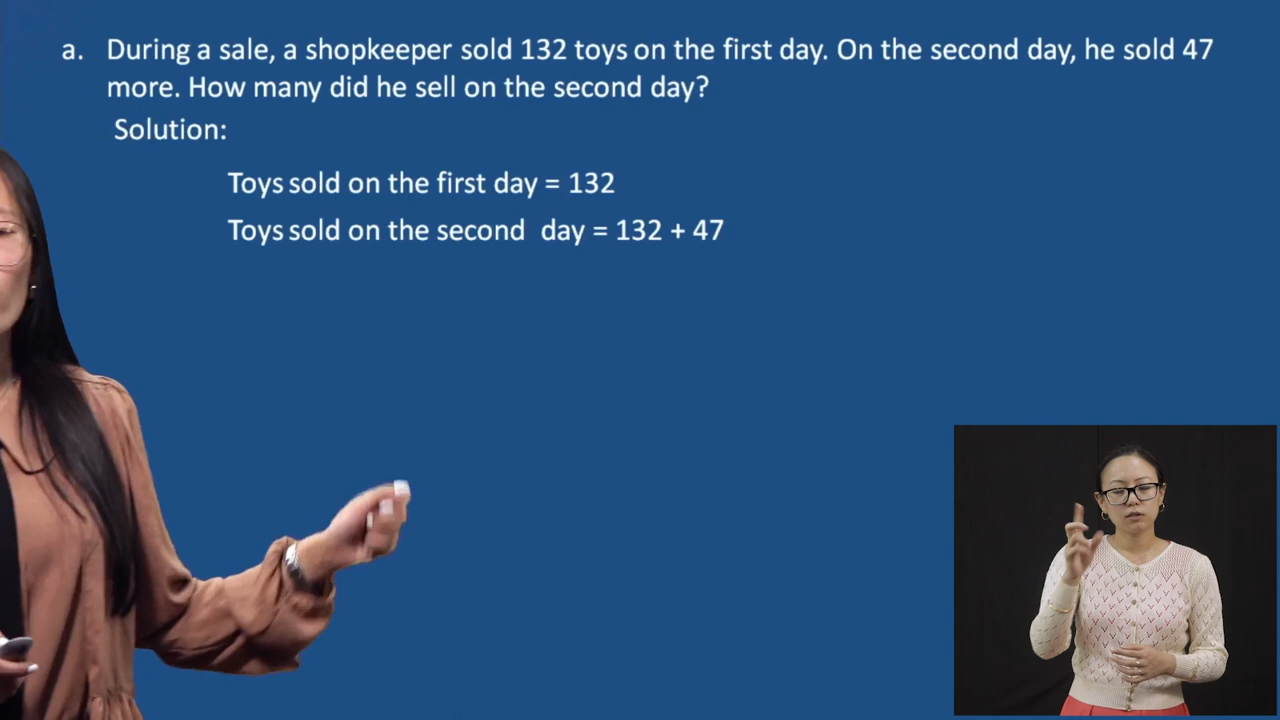 a. During a sale, a shopkeeper sold 132 toys on the first day. On the second day, he sold 47
more. How many did he sell on the second day?
Solution:
Toys sold on the first day = 132
Toys sold on the second day = 132 + 47